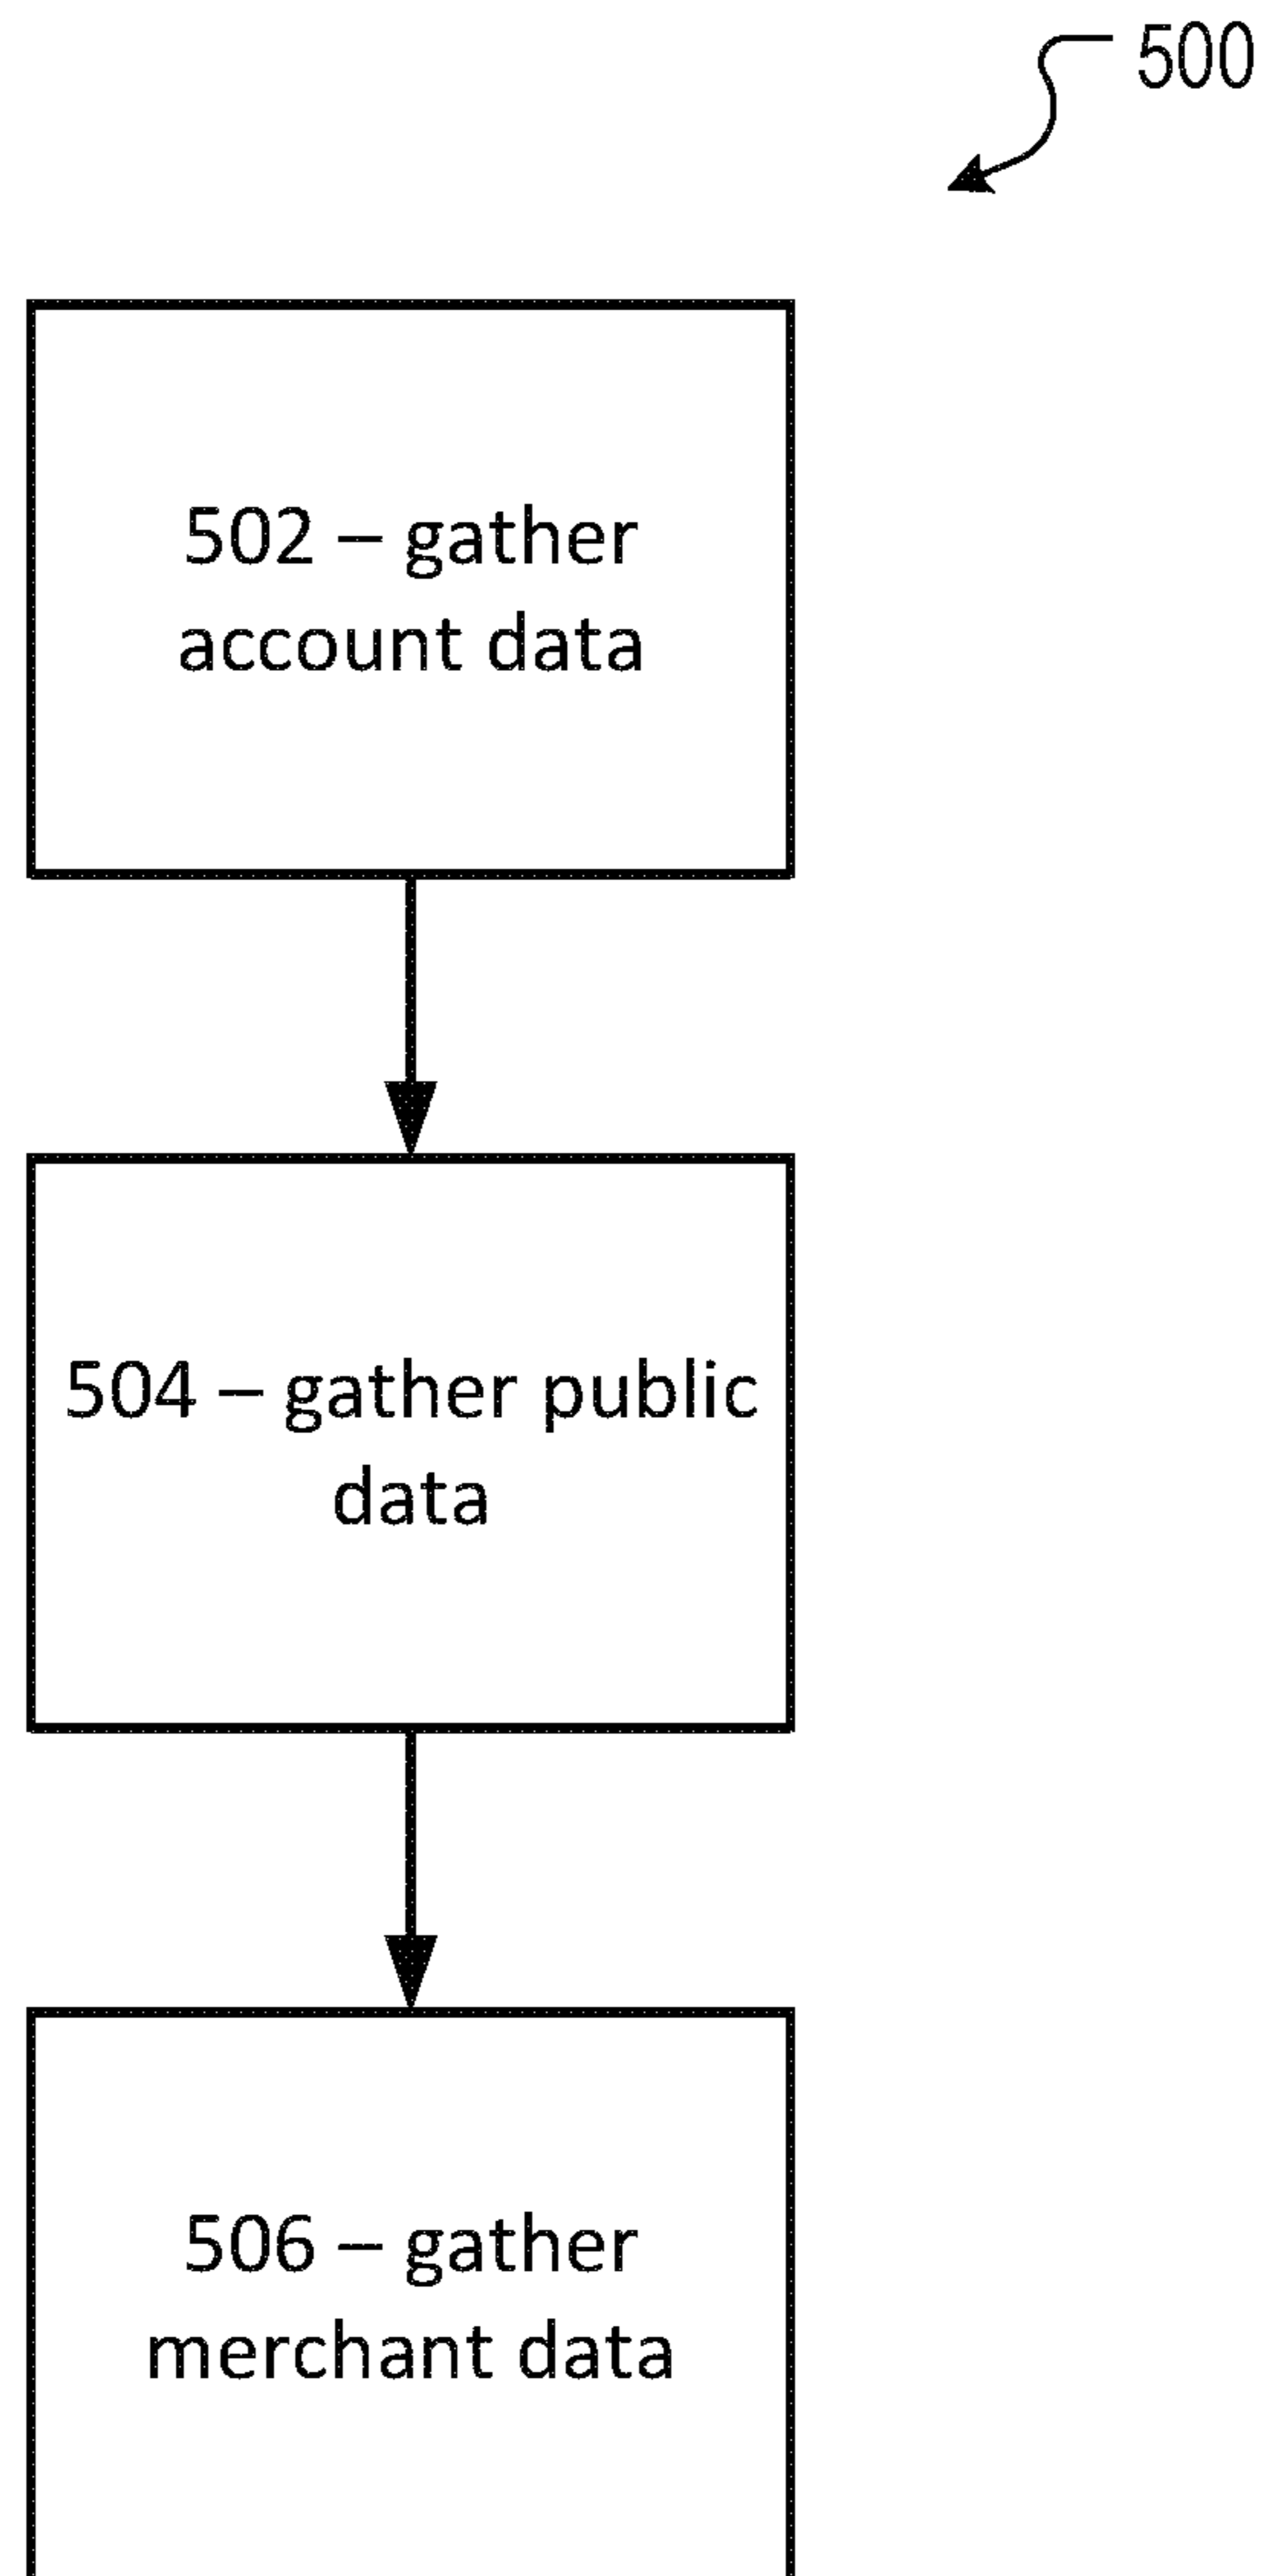 500
502 – gather
account data
504 – gather public
data
506 – gather
merchant data